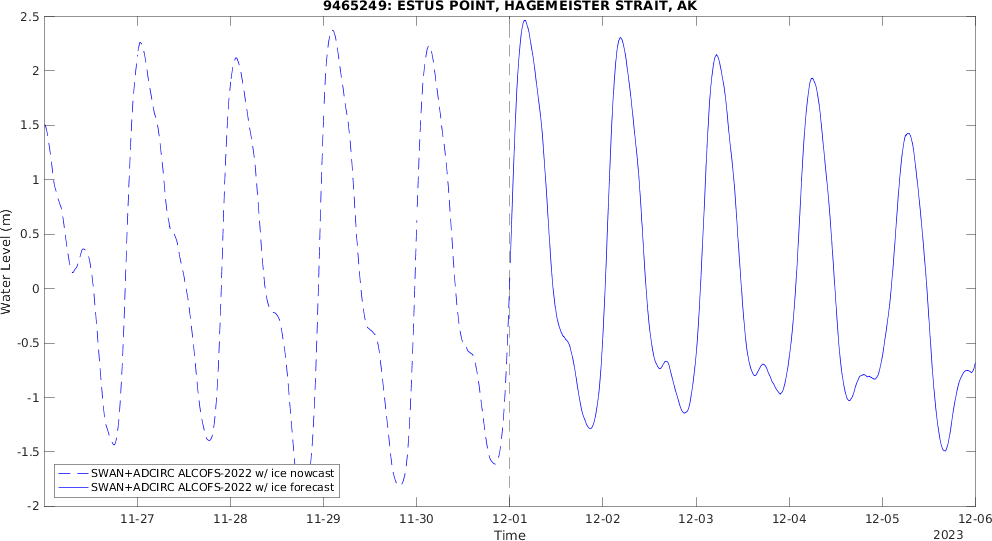 9465249: ESTUS POINT, HAGEMEISTER STRAIT, AK
2.5
2
1.5
1
0.5
0
-0.5
-1
-1.5
-2
Water Level (m)
SWAN+ADCIRC ALCOFS-2022 w/ ice nowcast
SWAN+ADCIRC ALCOFS-2022 w/ ice forecast
11-27 11-28 11-29 11-30 12-01 12-02 12-03 12-04 12-05 12-06
Time
2023